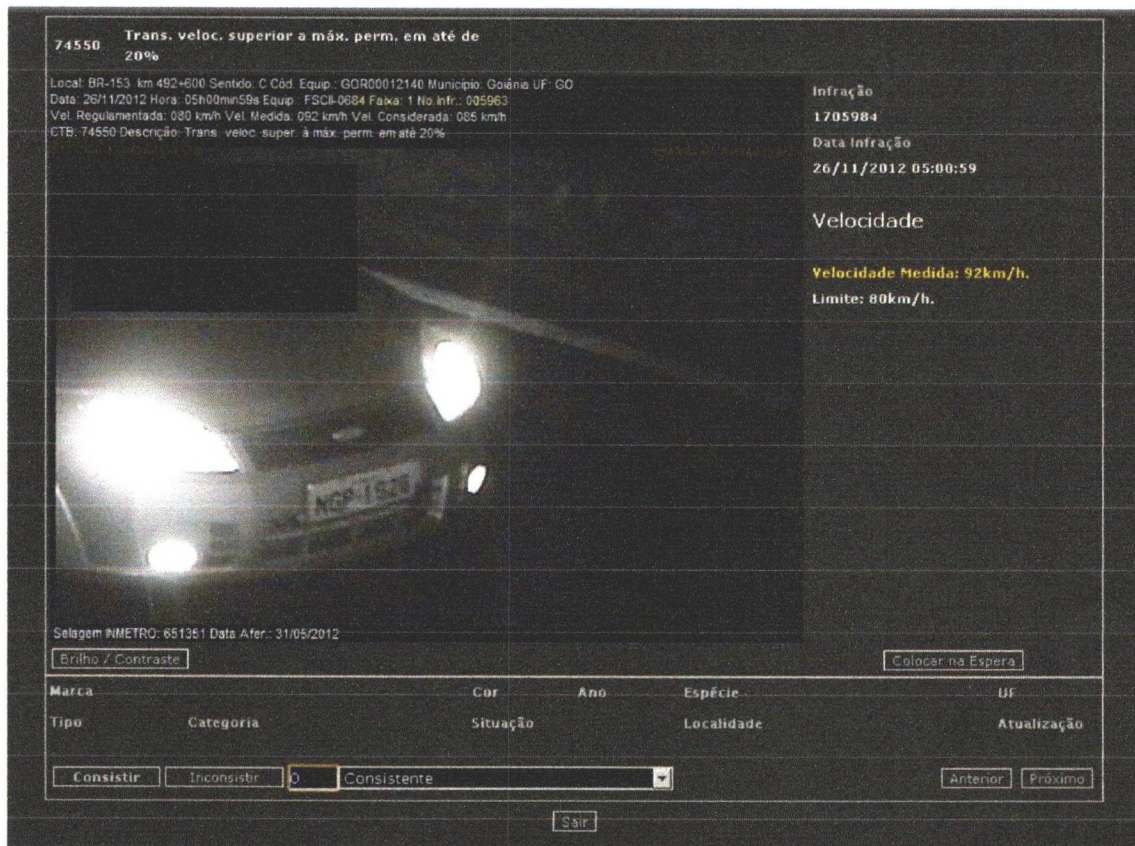 74550 Trans. veloc. superior a máx. perm. em até de
20%
Local: BR-153 km 492+600 Sentido: C Cód. Equip.: GOR00012140 Município: Goiânia UF: GO
Data: 26/11/2012 Hora: 05h00min59s Equip.: FSCII-0684 Faixa: 1 No.Infr.: 005963
Vel. Regulamentada: 080 km/h Vel. Medida: 092 km/h Vel. Considerada: 085 km/h
CTB: 74550 Descrição: Trans. veloc. super. à máx. perm. em até 20%
Infração
1705984
Data Infração
26/11/2012 05:00:59
Velocidade
Velocidade Medida: 92km/h.
Limite: 80km/h.
Selagem INMETRO: 651351 Data Afer.: 31/05/2012
Brilho / Contraste Colocar na Espera
Marca Cor Ano Espécie UF
Tipo Categoria Situação Localidade Atualização
Consistir Inconsistir 0 Consistente Anterior Próximo
Sair